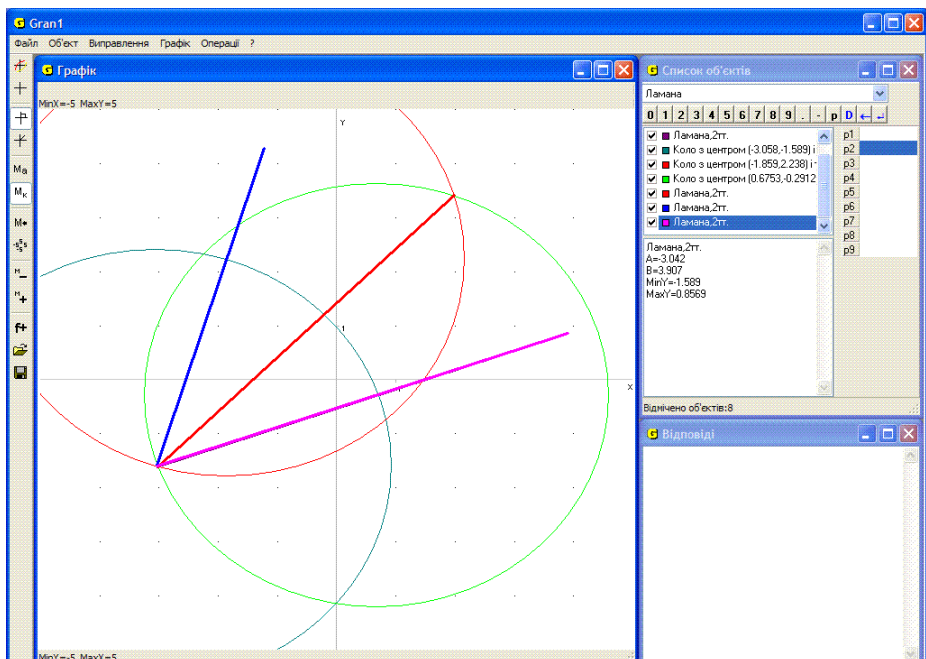 Gran1
Файл Об'єкт Виправлення Графік Операції ?
Графік
MinX=-5 MaxY=5
Y
1
X
1
MinY=-5 MaxX=5
Список об'єктів
Ламана
0 1 2 3 4 5 6 7 8 9 . - p D
Ламана,2тт.
Коло з центром (-3.058,-1.589) і
Коло з центром (-1.859,2.238) і
Коло з центром (0.6753,-0.2912
Ламана,2тт.
Ламана,2тт.
Ламана,2тт.
p1
p2
p3
p4
p5
p6
p7
p8
p9
Ламана,2тт.
A=-3.042
B=3.907
MinY=-1.589
MaxY=0.8569
Відмічено об'єктів:8
Відповіді
Ma
Mк
M+
M
M
f+